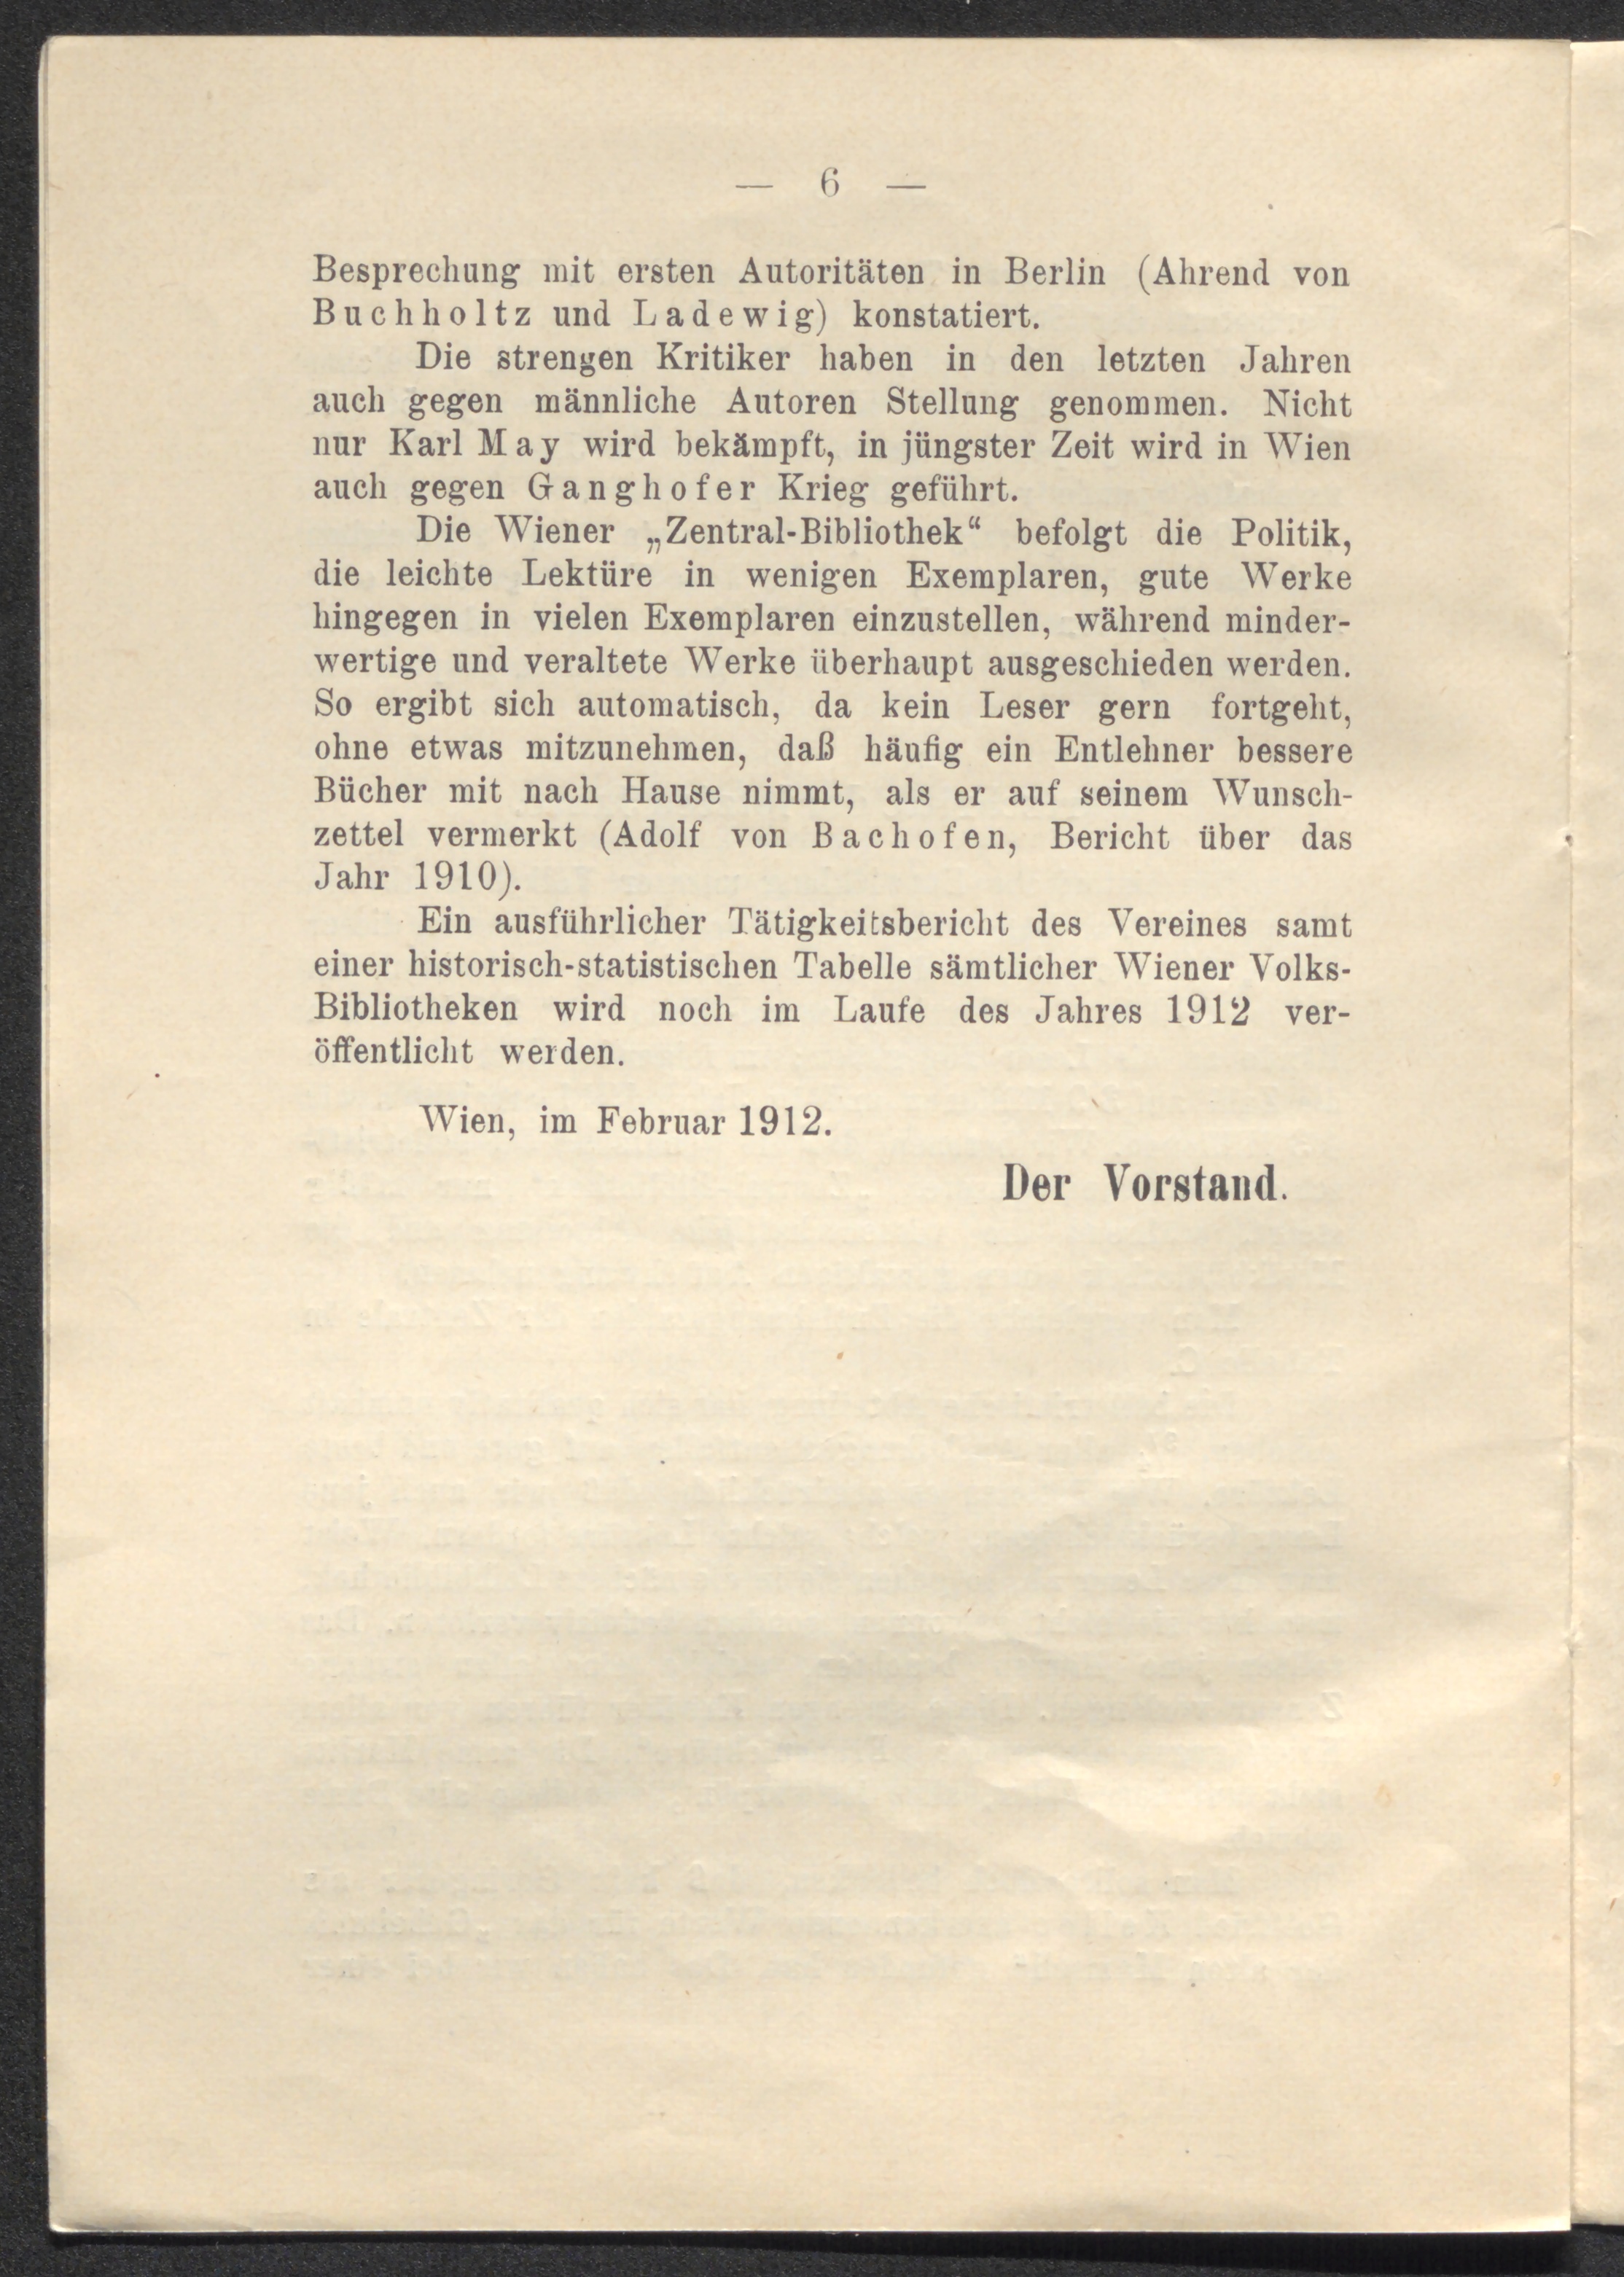 — 6 —
Besprechung mit ersten Autoritäten in Berlin (Ahrend von
Buchholtz und Ladewig) konstatiert.
Die strengen Kritiker haben in den letzten Jahren
auch gegen männliche Autoren Stellung genommen. Nicht
nur Karl May wird bekämpft, in jüngster Zeit wird in Wien
auch gegen Ganghofer Krieg geführt.
Die Wiener „Zentral-Bibliothek“ befolgt die Politik,
die leichte Lektüre in wenigen Exemplaren, gute Werke
hingegen in vielen Exemplaren einzustellen, während minder-
wertige und veraltete Werke überhaupt ausgeschieden werden.
So ergibt sich automatisch, da kein Leser gern fortgeht,
ohne etwas mitzunehmen, daß häufig ein Entlehner bessere
Bücher mit nach Hause nimmt, als er auf seinem Wunsch-
zettel vermerkt (Adolf von Bachofen, Bericht über das
Jahr 1910).
Ein ausführlicher Tätigkeitsbericht des Vereines samt
einer historisch-statistischen Tabelle sämtlicher Wiener Volks-
Bibliotheken wird noch im Laufe des Jahres 1912 ver-
öffentlicht werden.
Wien, im Februar 1912.
Der Vorstand.